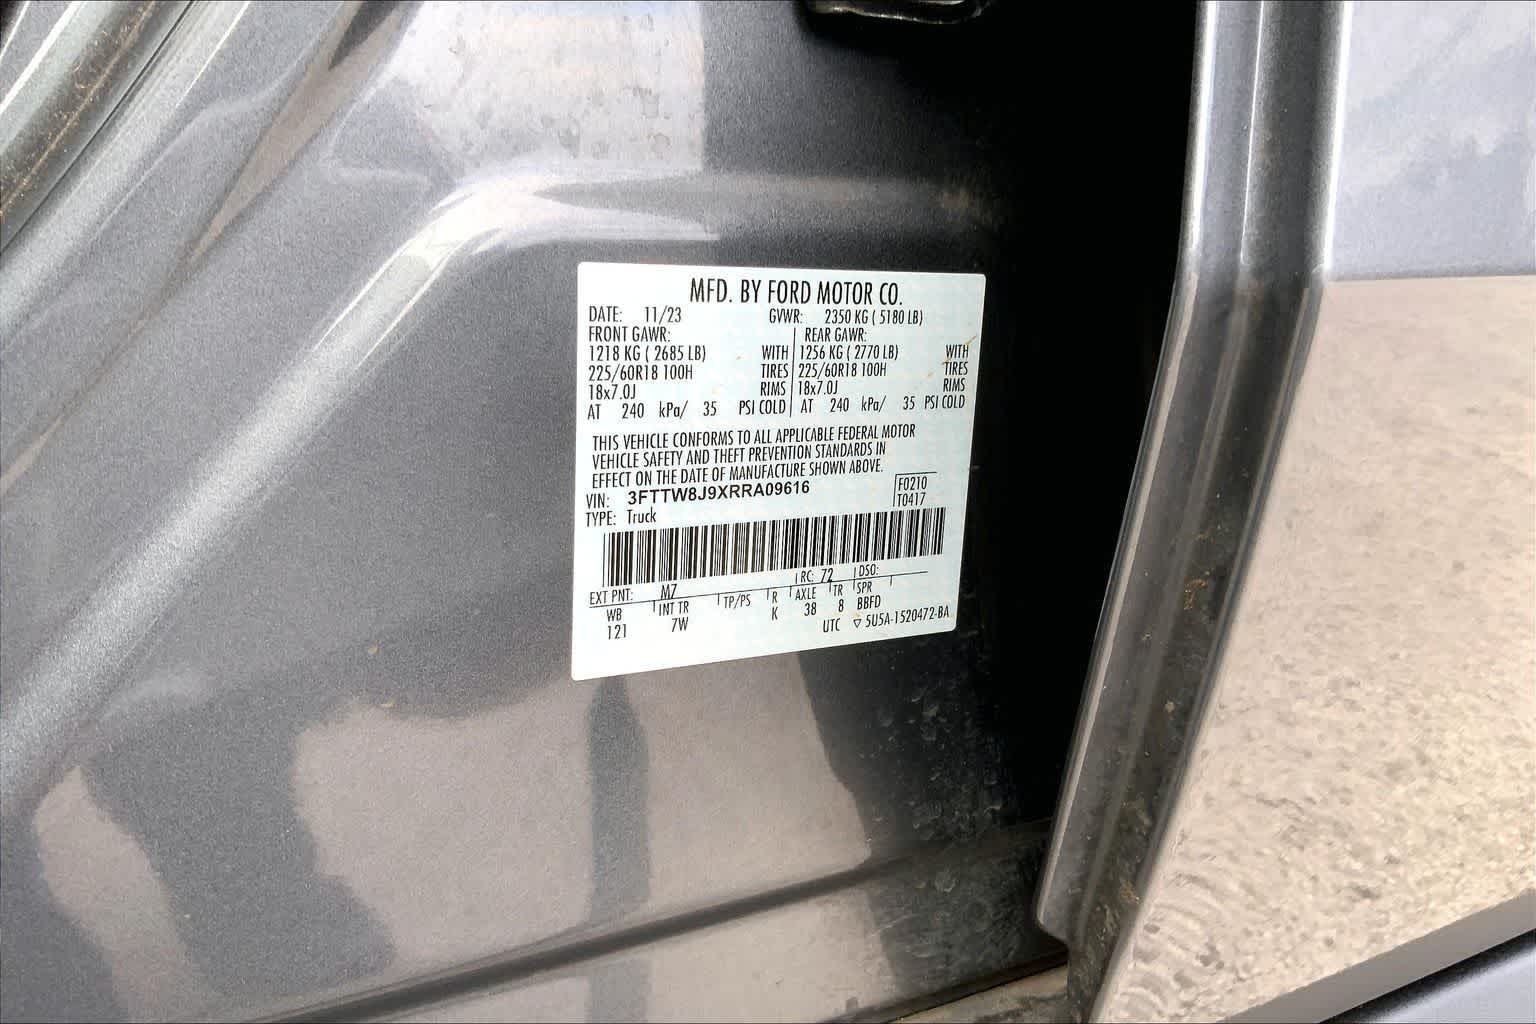 MFD. BY FORD MOTOR CO.
DATE: 11/23 GVWR: 2350 KG ( 5180 LB)
FRONT GAWR: REAR GAWR:
1218 KG ( 2685 LB) WITH 1256 KG ( 2770 LB) WITH
225/60R18 100H TIRES 225/60R18 100H TIRES
18x7.0J RIMS 18x7.0J RIMS
AT 240 kPa/ 35 PSI COLD AT 240 kPa/ 35 PSI COLD
THIS VEHICLE CONFORMS TO ALL APPLICABLE FEDERAL MOTOR
VEHICLE SAFETY AND THEFT PREVENTION STANDARDS IN
EFFECT ON THE DATE OF MANUFACTURE SHOWN ABOVE.
VIN: 3FTTW8J9XRRA09616 F0210
TYPE: Truck T0417
EXT PNT: M7 RC: 72 DSO:
WB INT TR TP/PS R AXLE TR SPR
121 7W K 38 8 BBFD
UTC ▽ 5U5A-1520472-BA